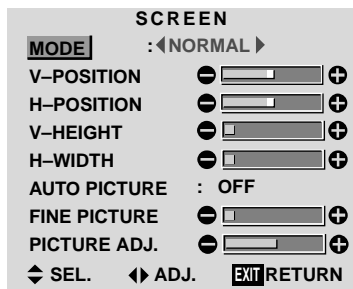 SCREEN
MODE : NORMAL
V–POSITION
H–POSITION
V–HEIGHT
H–WIDTH
AUTO PICTURE : OFF
FINE PICTURE
PICTURE ADJ.
SEL. ADJ. EXIT RETURN